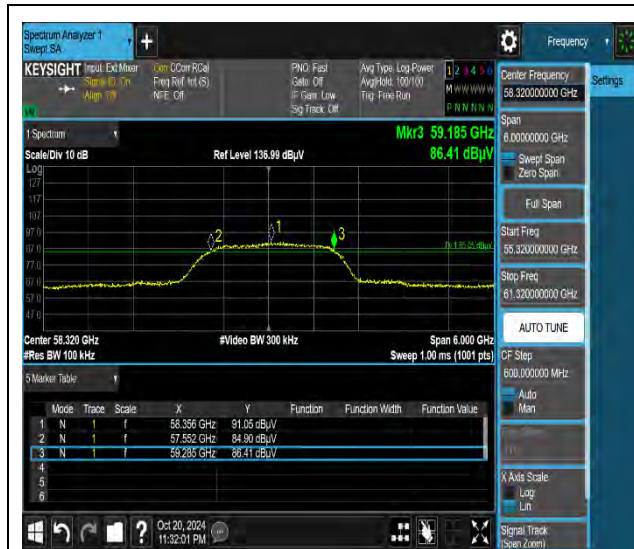 Spectrum Analyzer 1
Swept SA
+
Frequency
KEYSIGHT Input: Ext Mixer
Signal ID: On
Align: Off
Corr CCorr RCal
Freq Ref: Int (S)
NFE: Off
PNO: Fast
Gate: Off
IF Gain: Low
Sig Track: Off
Avg Type: Log-Power
Avg|Hold: 100/100
Trig: Free Run
1 2 3 4 5 6
M W W W W W
P N N N N N
1 Spectrum
Scale/Div 10 dB
Ref Level 136.99 dBµV
Mkr3 59.185 GHz
86.41 dBµV
Log
127
117
107
97.0
87.0
77.0
67.0
57.0
47.0
1
2
3
Center 58.320 GHz
#Video BW 300 kHz
Span 6.000 GHz
#Res BW 100 kHz
Sweep 1.00 ms (1001 pts)
5 Marker Table
Mode Trace Scale X Y Function Function Width Function Value
1 N 1 f 58.356 GHz 91.05 dBµV
2 N 1 f 57.552 GHz 84.90 dBµV
3 N 1 f 59.285 GHz 86.41 dBµV
4
5
6
Oct 20, 2024
11:32:01 PM
?
Center Frequency
58.320000000 GHz
Settings
Span
6.00000000 GHz
Swept Span
Zero Span
Full Span
Start Freq
55.320000000 GHz
Stop Freq
61.320000000 GHz
AUTO TUNE
CF Step
600.000000 MHz
Auto
Man
X Axis Scale
Log
Lin
Signal Track
(Span Zoom)